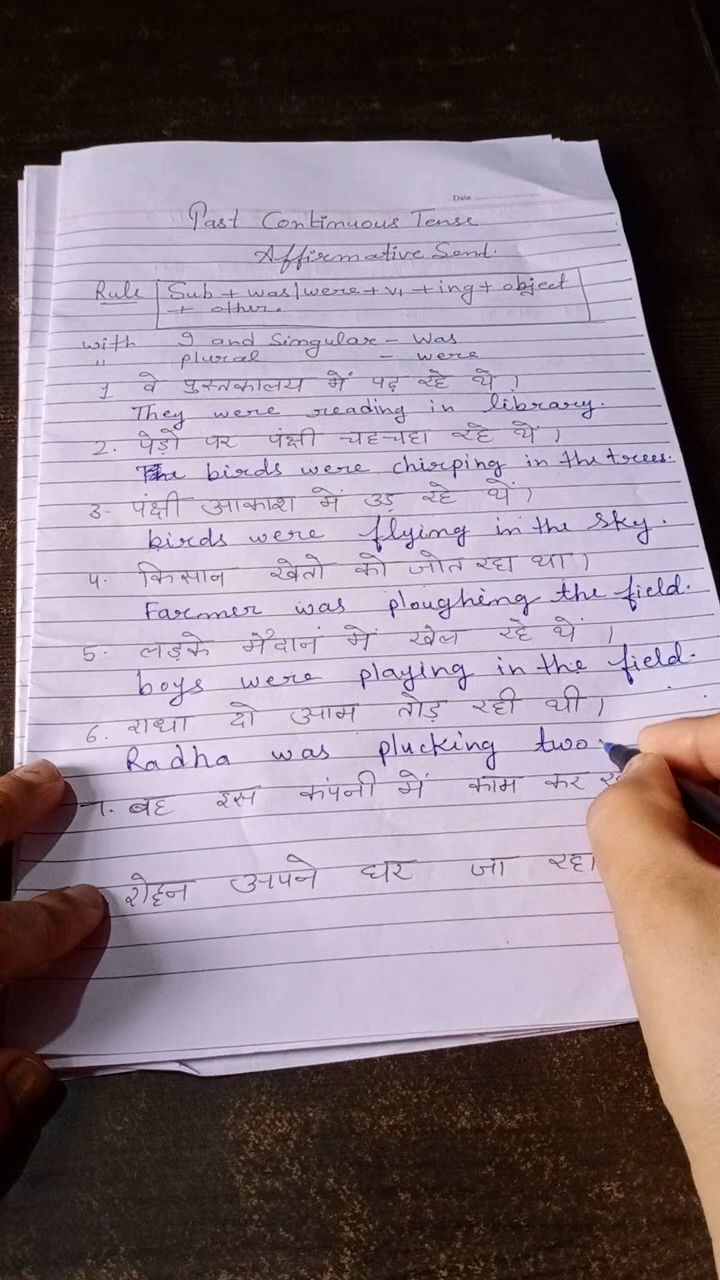 Date
Past Continuous Tense
Affirmative Send.
Rule Sub + was/were + v1 + ing + object
+ other.
with I and Singular - was
" plural - were
1 वे पुस्तकालय में पढ़ रहे थे।
They were reading in library.
2. पेड़ो पर पंक्षी चहचहा रहे थें।
The birds were chirping in the trees.
3- पंक्षी आकाश में उड़ रहे थें।
birds were flying in the sky.
4. किसान खेतो को जोत रहा था।
Farmer was ploughing the field.
5. लड़के मैदान में खेल रहे थें।
boys were playing in the field.
6. राधा दो आम तोड़ रही थी।
Radha was plucking two
7. वह इस कंपनी में काम कर
रोहन अपने घर जा रहा